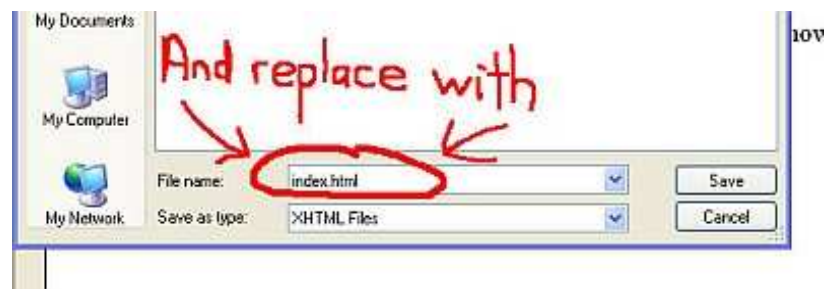 My Documents
And replace with
My Computer
File name:
index.html
Save
My Network
Save as type:
XHTML Files
Cancel